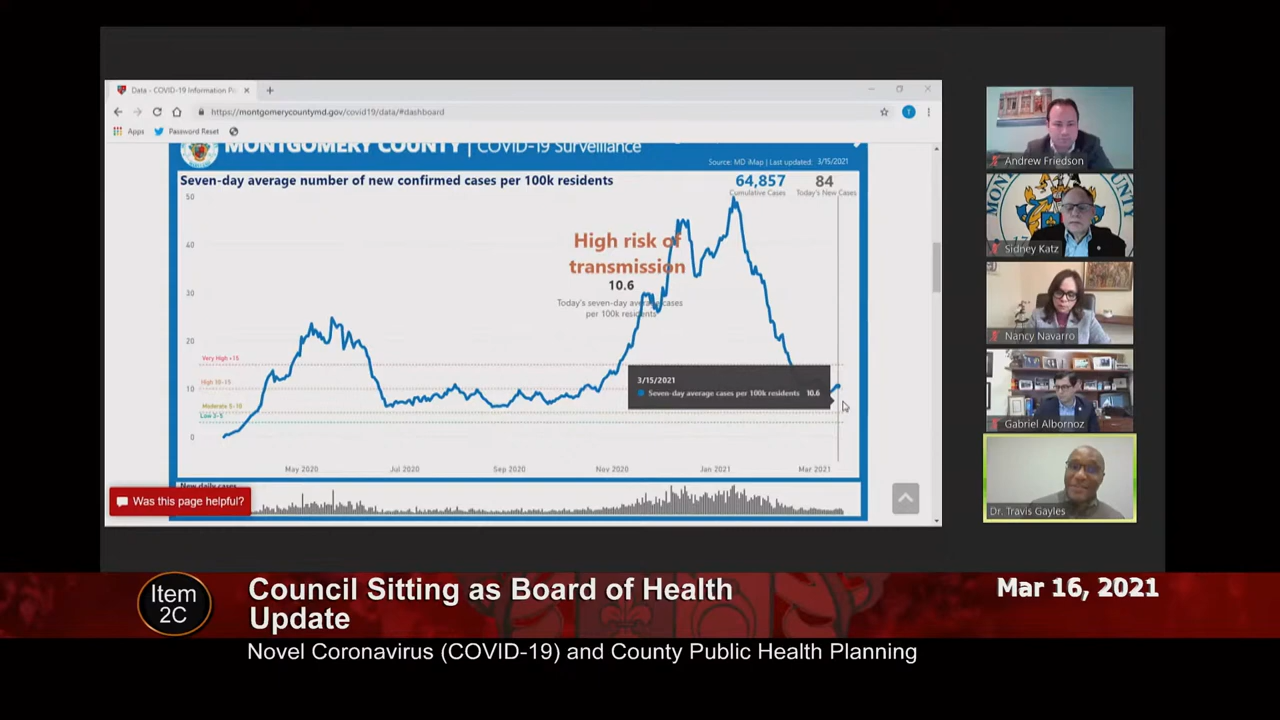 Data - COVID-19 Information Po
https://montgomerycountymd.gov/covid19/data/#dashboard
Apps
Password Reset
MONTGOMERY COUNTY | COVID-19 Surveillance
Source: MD iMap | Last updated: 3/15/2021
Seven-day average number of new confirmed cases per 100k residents
64,857
Cumulative Cases
84
Today's New Cases
50
40
30
20
10
0
High risk of
transmission
10.6
Today's seven-day average cases
per 100k residents
Very High +15
High 10-15
Moderate 5-10
Low 3-5
3/15/2021
Seven-day average cases per 100k residents 10.6
May 2020
Jul 2020
Sep 2020
Nov 2020
Jan 2021
Mar 2021
New daily cases
Was this page helpful?
Andrew Friedson
MONTGOMERY COUNTY
Sidney Katz
Nancy Navarro
Gabriel Albornoz
Dr. Travis Gayles
Item
2C
Council Sitting as Board of Health
Update
Mar 16, 2021
Novel Coronavirus (COVID-19) and County Public Health Planning